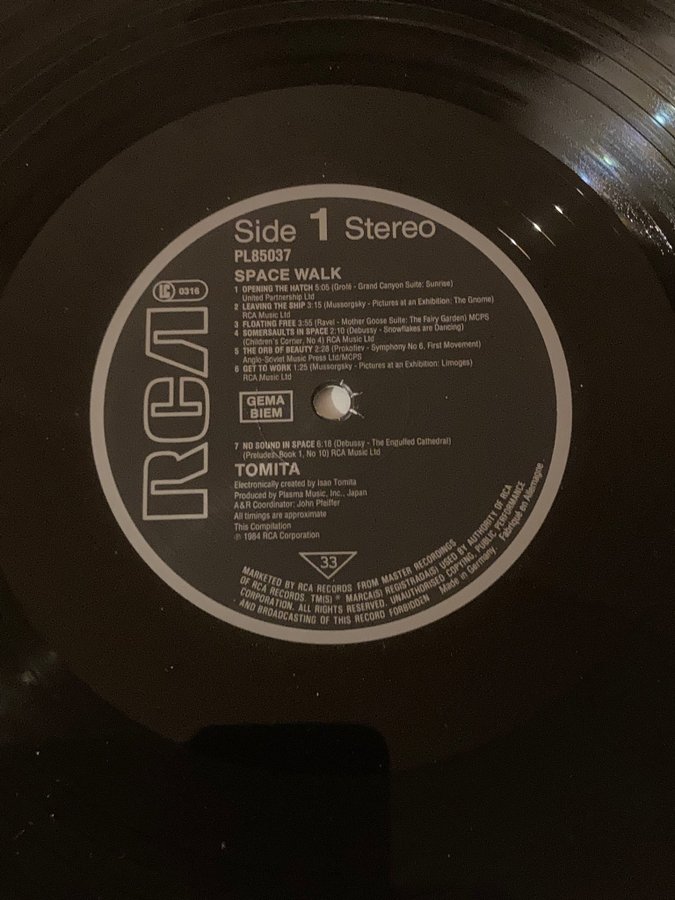 Side 1 Stereo
PL85037
SPACE WALK
1 OPENING THE HATCH 5:05 (Grofé - Grand Canyon Suite: Sunrise)
United Partnership Ltd
2 LEAVING THE SHIP 3:15 (Mussorgsky - Pictures at an Exhibition: The Gnome)
RCA Music Ltd
3 FLOATING FREE 3:55 (Ravel - Mother Goose Suite: The Fairy Garden) MCPS
4 SOMERSAULTS IN SPACE 2:10 (Debussy - Snowflakes are Dancing)
(Children's Corner, No 4) RCA Music Ltd
5 THE ORB OF BEAUTY 2:28 (Prokofiev - Symphony No 6, First Movement)
Anglo-Soviet Music Press Ltd/MCPS
6 GET TO WORK 1:25 (Mussorgsky - Pictures at an Exhibition: Limoges)
RCA Music Ltd
LC 0316
RCA
GEMA
BIEM
7 NO SOUND IN SPACE 6:18 (Debussy - The Engulfed Cathedral)
(Preludes, Book 1, No 10) RCA Music Ltd
TOMITA
Electronically created by Isao Tomita
Produced by Plasma Music, Inc., Japan
A&R Coordinator: John Pfeiffer
All timings are approximate
This Compilation
℗ 1984 RCA Corporation
33
MARKETED BY RCA RECORDS FROM MASTER RECORDINGS
OF RCA RECORDS. TM(S) ® MARCA(S) REGISTRADA(S) USED BY AUTHORITY OF RCA
CORPORATION. ALL RIGHTS RESERVED. UNAUTHORISED COPYING, PUBLIC PERFORMANCE
AND BROADCASTING OF THIS RECORD FORBIDDEN
Made in Germany. Fabriqué en Allemagne